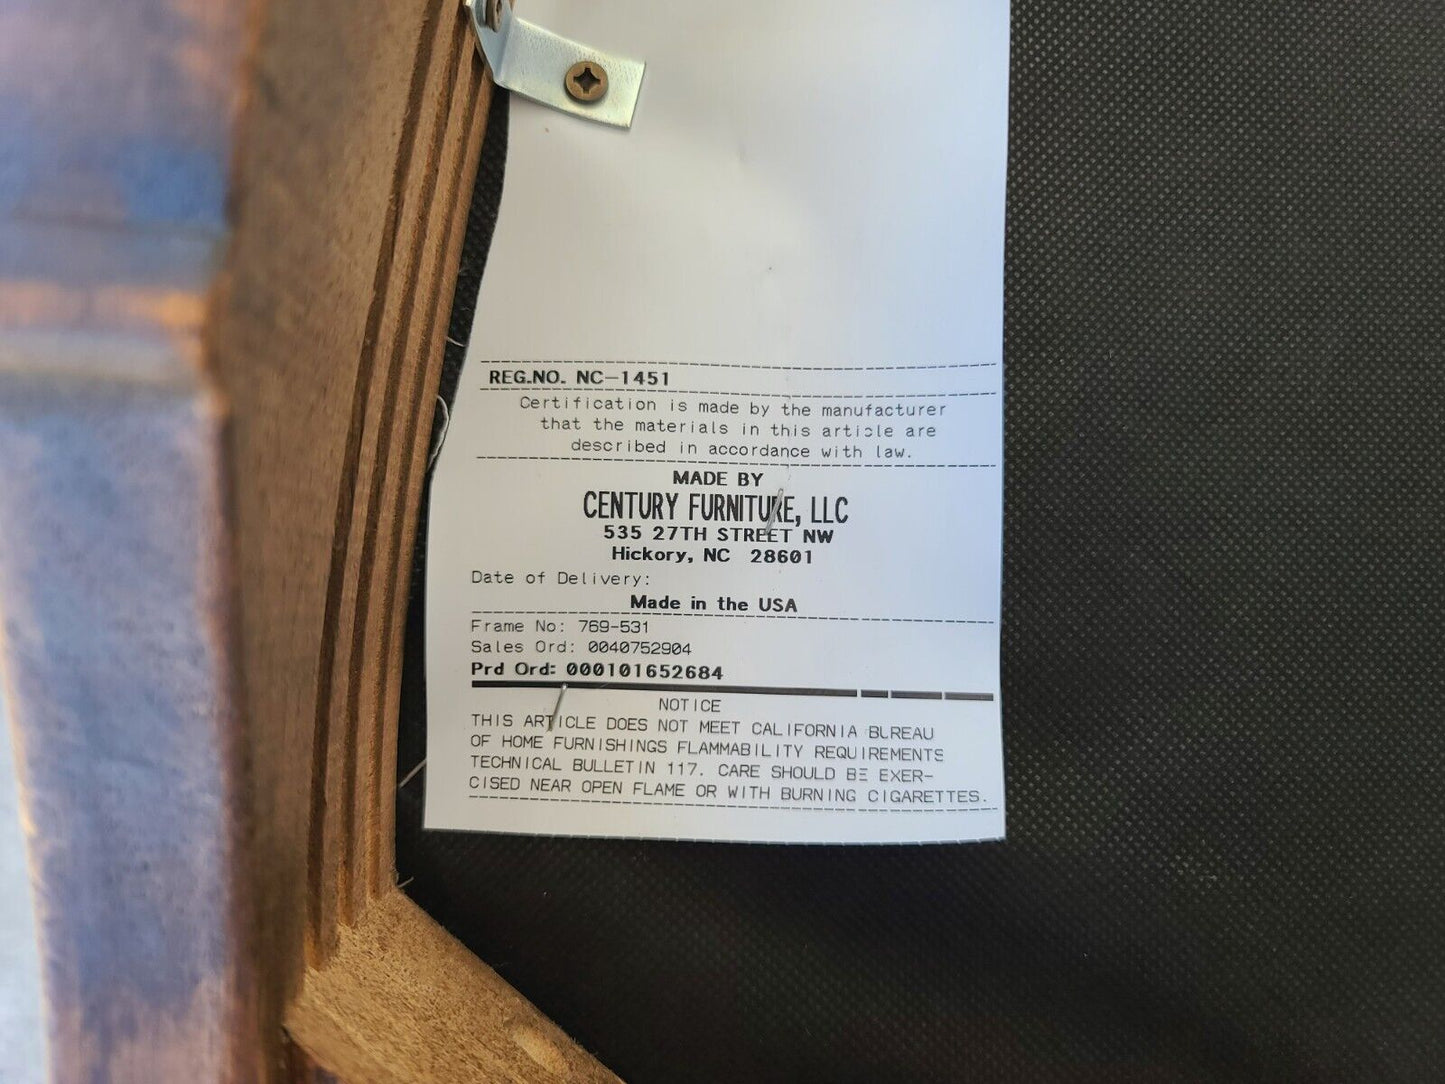 REG.NO. NC-1451
Certification is made by the manufacturer
that the materials in this article are
described in accordance with law.
MADE BY
CENTURY FURNITURE, LLC
535 27TH STREET NW
Hickory, NC 28601
Date of Delivery:
Made in the USA
Frame No: 769-531
Sales Ord: 0040752904
Prd Ord: 000101652684
NOTICE
THIS ARTICLE DOES NOT MEET CALIFORNIA BUREAU
OF HOME FURNISHINGS FLAMMABILITY REQUIREMENTS
TECHNICAL BULLETIN 117. CARE SHOULD BE EXER-
CISED NEAR OPEN FLAME OR WITH BURNING CIGARETTES.